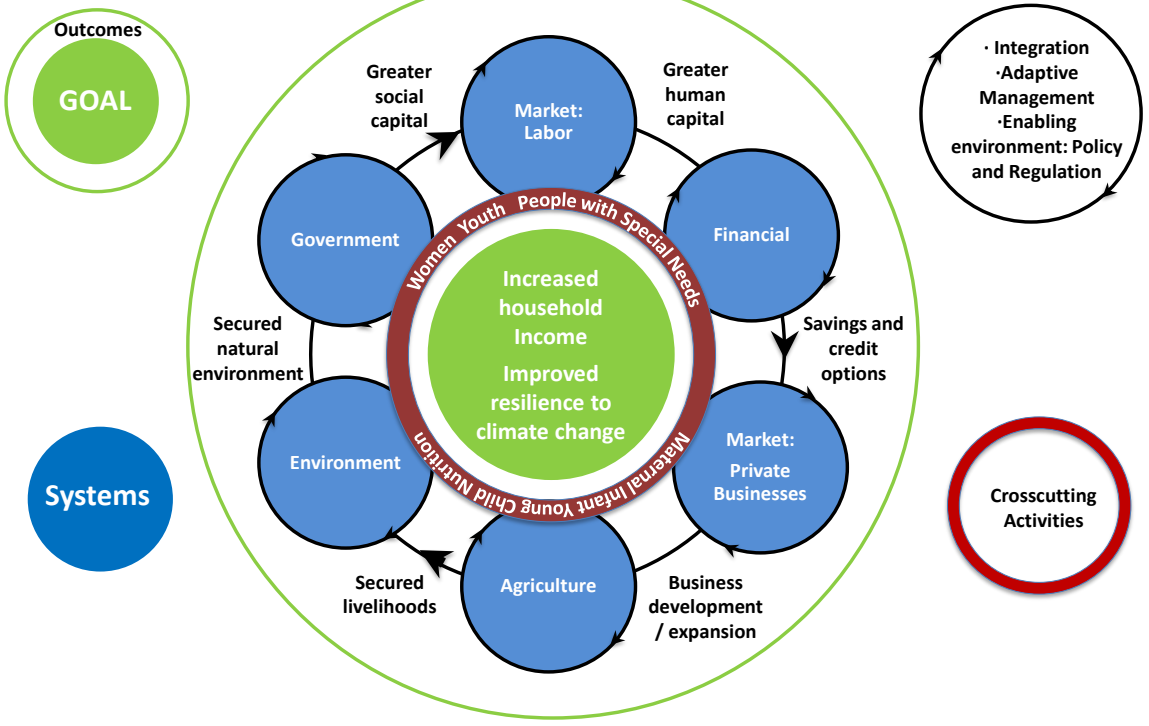 Outcomes
GOAL
Greater
social
capital
Market:
Labor
Greater
human
capital
· Integration
·Adaptive
Management
·Enabling
environment: Policy
and Regulation
Government
Women Youth People with Special Needs
Financial
Increased
household
Income
Improved
resilience to
climate change
Secured
natural
environment
Savings and
credit
options
Systems
Environment
Maternal Infant Young Child Nutrition
Market:
Private
Businesses
Crosscutting
Activities
Secured
livelihoods
Agriculture
Business
development
/ expansion